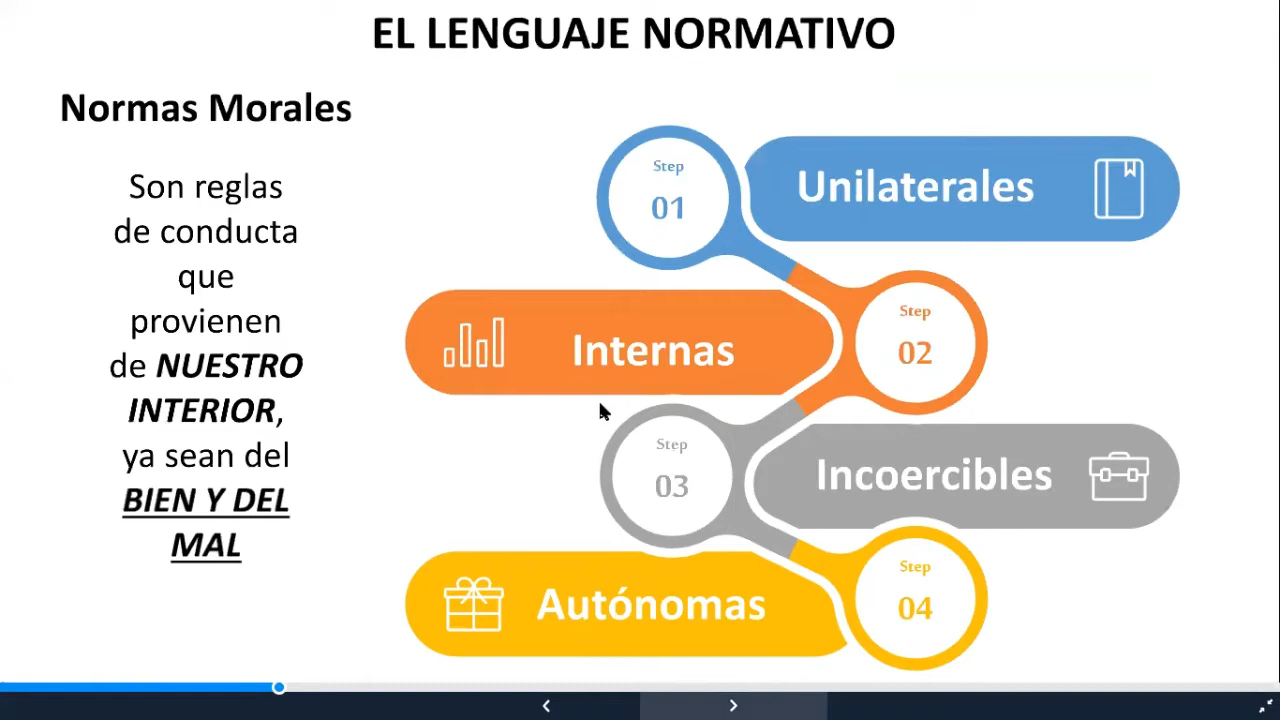 EL LENGUAJE NORMATIVO
Normas Morales
Son reglas
de conducta
que
provienen
de NUESTRO
INTERIOR,
ya sean del
BIEN Y DEL
MAL
Step
01
Unilaterales
Step
02
Internas
Step
03
Incoercibles
Step
04
Autónomas